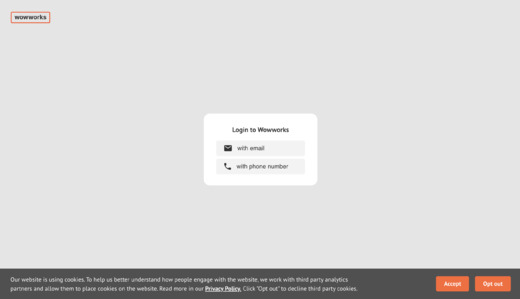 wowworks
Login to Wowworks
with email
with phone number
Our website is using cookies. To help us better understand how people engage with the website, we work with third party analytics
partners and allow them to place cookies on the website. Read more in our Privacy Policy. Click "Opt out" to decline third party cookies.
Accept
Opt out